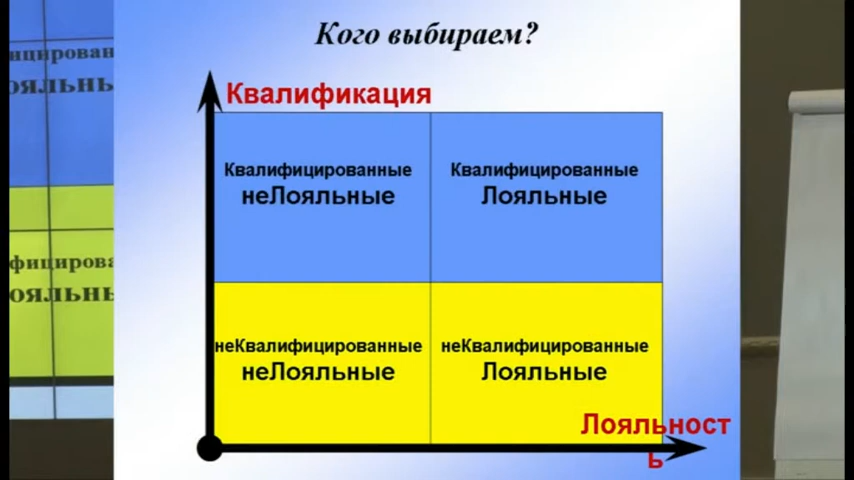 Кого выбираем?
Квалификация
Квалифицированные
неЛояльные
Квалифицированные
Лояльные
неКвалифицированные
неЛояльные
неКвалифицированные
Лояльные
Лояльност
ь